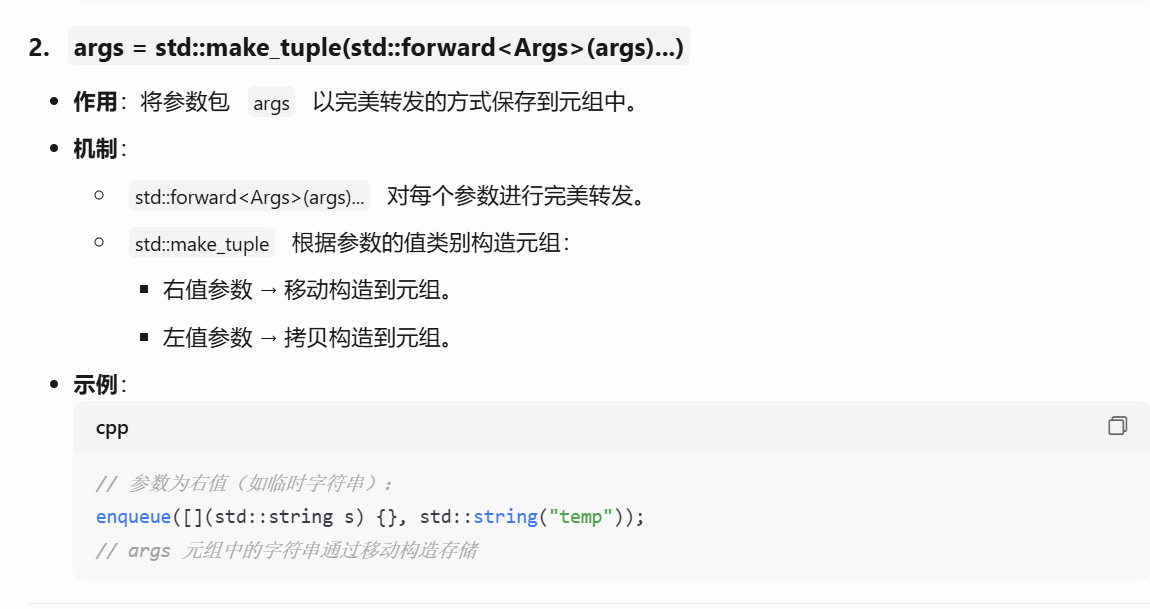 2. args = std::make_tuple(std::forward<Args>(args)...)
• 作用：将参数包 args 以完美转发的方式保存到元组中。
• 机制：
○ std::forward<Args>(args)... 对每个参数进行完美转发。
○ std::make_tuple 根据参数的值类别构造元组：
▪ 右值参数 → 移动构造到元组。
▪ 左值参数 → 拷贝构造到元组。
• 示例：
cpp
// 参数为右值（如临时字符串）：
enqueue([](std::string s) {}, std::string("temp"));
// args 元组中的字符串通过移动构造存储